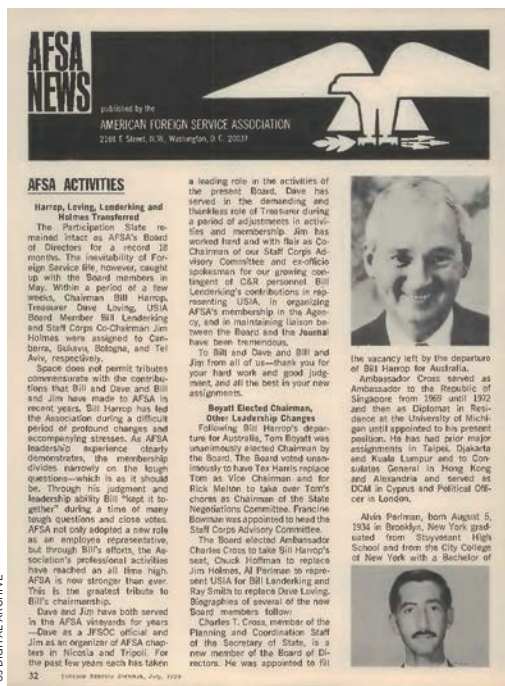 AFSA
NEWS
published by the
AMERICAN FOREIGN SERVICE ASSOCIATION
2101 E Street, N.W., Washington, D. C. 20037
AFSA ACTIVITIES
Harrop, Loving, Lenderking and
Holmes Transferred
The Participation Slate re-
mained intact as AFSA's Board
of Directors for a record 18
months. The inevitability of For-
eign Service life, however, caught
up with the Board members in
May. Within a period of a few
weeks, Chairman Bill Harrop,
Treasurer Dave Loving, USIA
Board Member Bill Lenderking
and Staff Corps Co-Chairman Jim
Holmes were assigned to Can-
berra, Bukavu, Bologna, and Tel
Aviv, respectively.
Space does not permit tributes
commensurate with the contribu-
tions that Bill and Dave and Bill
and Jim have made to AFSA in
recent years. Bill Harrop has led
the Association during a difficult
period of profound changes and
accompanying stresses. As AFSA
leadership experience clearly
demonstrates, the membership
divides narrowly on the tough
questions—which is as it should
be. Through his judgment and
leadership ability Bill "kept it to-
gether" during a time of many
tough questions and close votes.
AFSA not only adopted a new role
as an employee representative,
but through Bill's efforts, the As-
sociation's professional activities
have reached an all time high.
AFSA is now stronger than ever.
This is the greatest tribute to
Bill's chairmanship.
Dave and Jim have both served
in the AFSA vineyards for years
—Dave as a JFSOC official and
Jim as an organizer of AFSA chap-
ters in Nicosia and Tripoli. For
the past few years each has taken
a leading role in the activities of
the present Board. Dave has
served in the demanding and
thankless role of Treasurer during
a period of adjustments in activi-
ties and membership. Jim has
worked hard and with flair as Co-
Chairman of our Staff Corps Ad-
visory Committee and ex-officio
spokesman for our growing con-
tingent of C&R personnel. Bill
Lenderking's contributions in rep-
resenting USIA, in organizing
AFSA's membership in the Agen-
cy, and in maintaining liaison be-
tween the Board and the Journal
have been tremendous.
To Bill and Dave and Bill and
Jim from all of us—thank you for
your hard work and good judg-
ment, and all the best in your new
assignments.
Boyatt Elected Chairman,
Other Leadership Changes
Following Bill Harrop's depar-
ture for Australia, Tom Boyatt was
unanimously elected Chairman by
the Board. The Board voted unan-
imously to have Tex Harris replace
Tom as Vice Chairman and for
Rick Melton to take over Tom's
chores as Chairman of the State
Negotiations Committee. Francine
Bowman was appointed to head the
Staff Corps Advisory Committee.
The Board elected Ambassador
Charles Cross to take Bill Harrop's
seat, Chuck Hoffman to replace
Jim Holmes, Al Perlman to repre-
sent USIA for Bill Lenderking and
Ray Smith to replace Dave Loving.
Biographies of several of the new
Board members follow:
Charles T. Cross, member of the
Planning and Coordination Staff
of the Secretary of State, is a
new member of the Board of Di-
rectors. He was appointed to fill
the vacancy left by the departure
of Bill Harrop for Australia.
Ambassador Cross served as
Ambassador to the Republic of
Singapore from 1969 until 1972
and then as Diplomat in Resi-
dence at the University of Michi-
gan until appointed to his present
position. He has had prior major
assignments in Taipei, Djakarta
and Kuala Lumpur and to Con-
sulates General in Hong Kong
and Alexandria and served as
DCM in Cyprus and Political Offi-
cer in London.
Alvin Perlman, born August 5,
1934 in Brooklyn, New York grad-
uated from Stuyvesant High
School and from the City College
of New York with a Bachelor of
32 FOREIGN SERVICE JOURNAL, July,
DIGITAL ARCHIVE